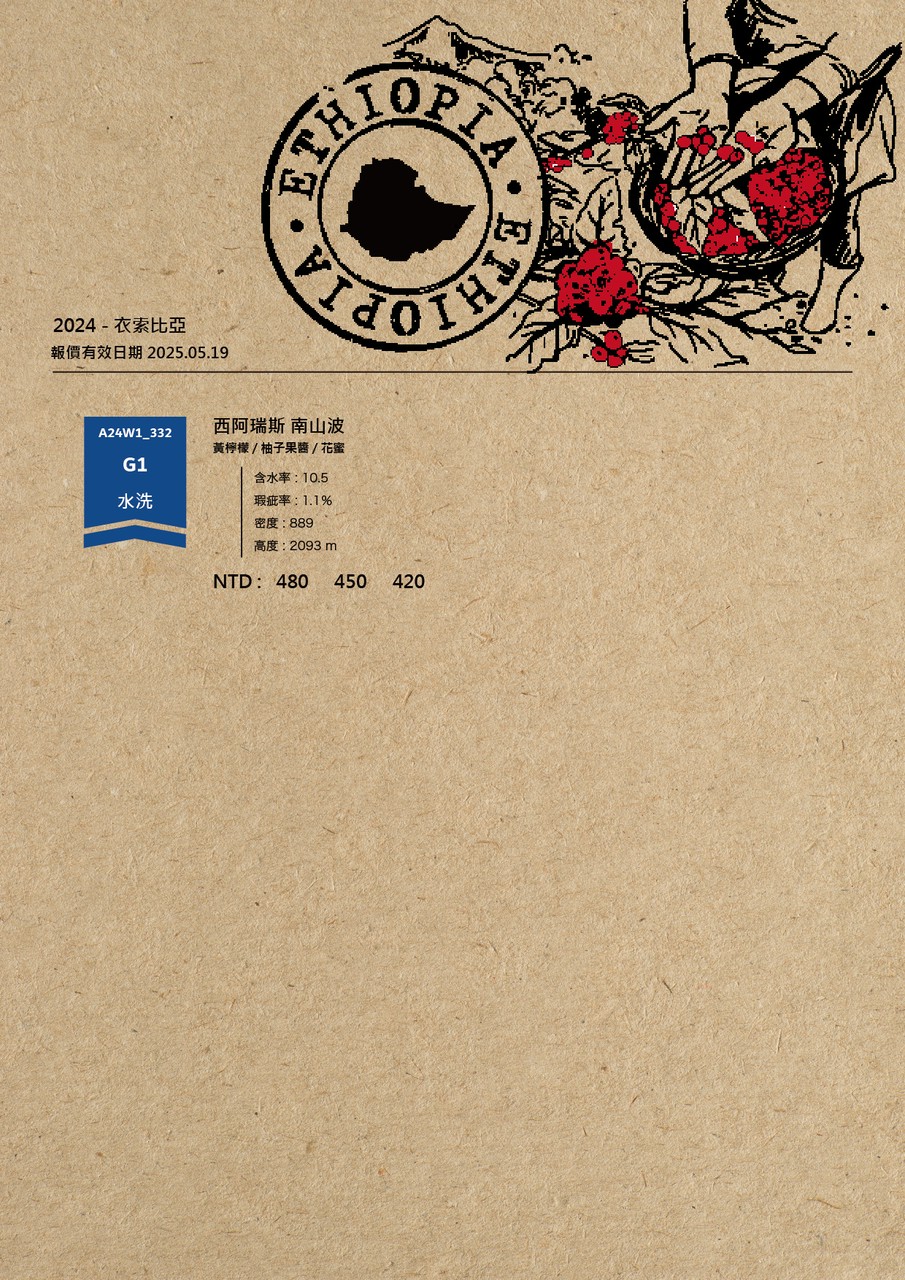 ETHIOPIA · ETHIOPIA ·
2024 - 衣索比亞
報價有效日期 2025.05.19
A24W1_332
G1
水洗
西阿瑞斯 南山波
黃檸檬 / 柚子果醬 / 花蜜
含水率 : 10.5
瑕疵率 : 1.1%
密度 : 889
高度 : 2093 m
NTD : 480 450 420